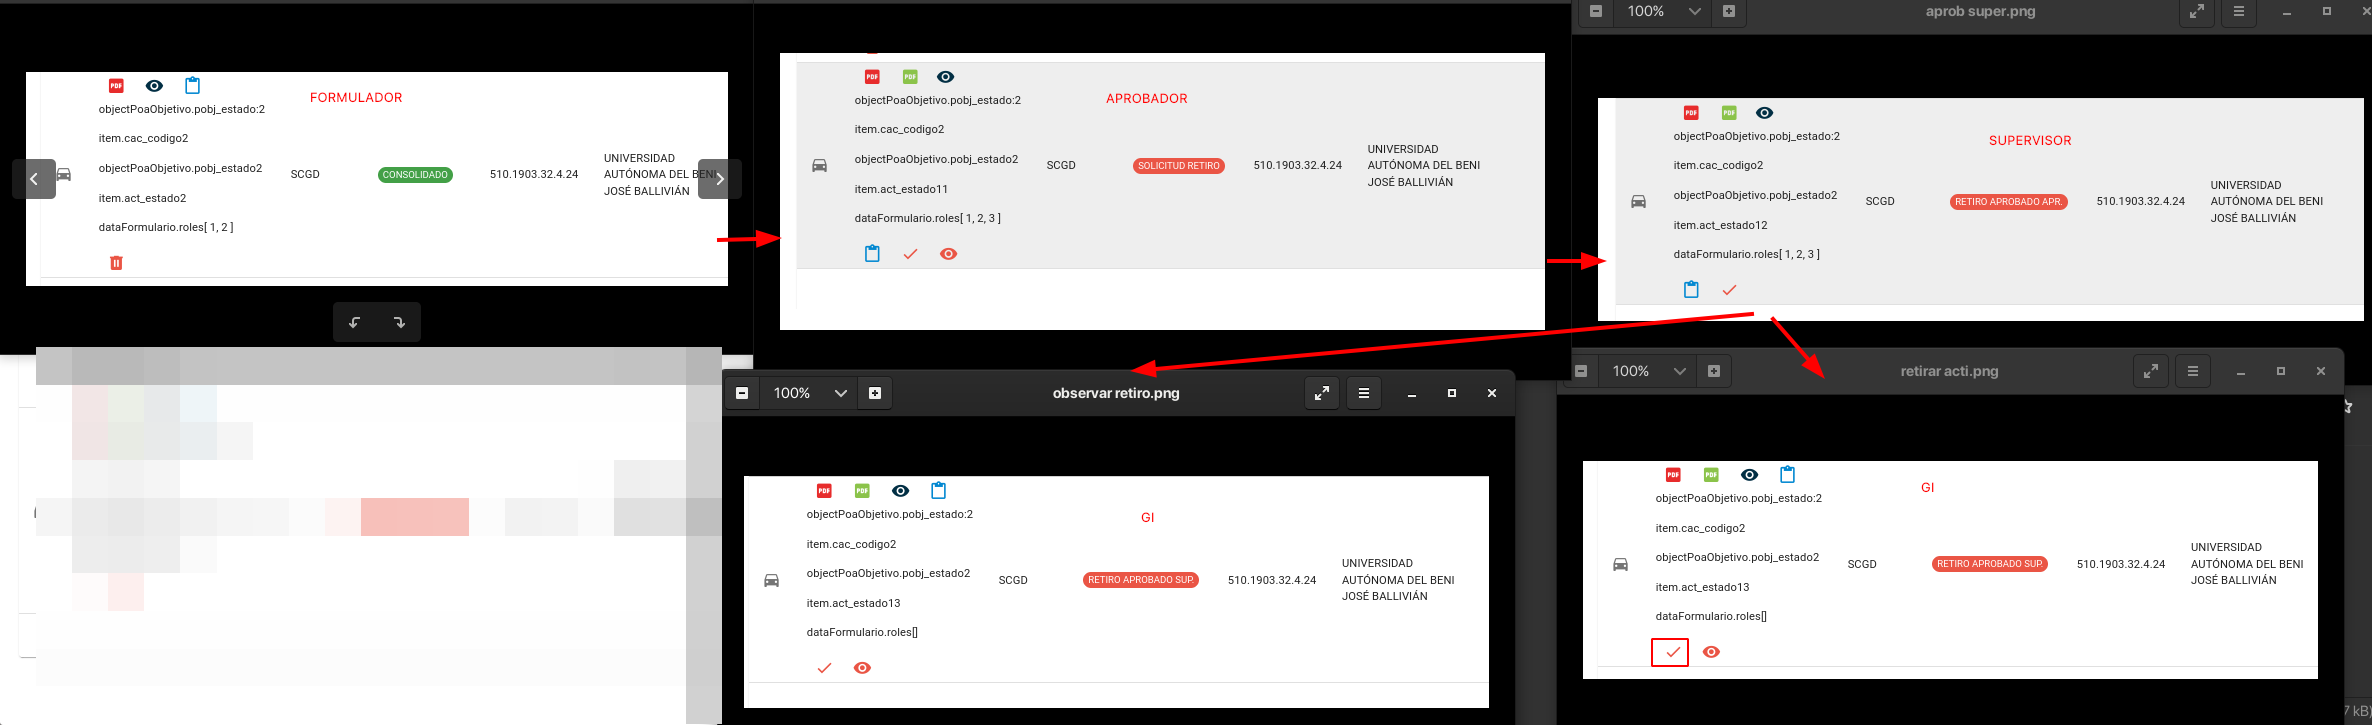 PDF
FORMULADOR
objectPoaObjetivo.pobj_estado:2
item.cac_codigo2
objectPoaObjetivo.pobj_estado2
SCGD
CONSOLIDADO
510.1903.32.4.24
UNIVERSIDAD
AUTÓNOMA DEL BENI
JOSÉ BALLIVIÁN
item.act_estado2
dataFormulario.roles[ 1, 2 ]
PDF
PDF
APROBADOR
objectPoaObjetivo.pobj_estado:2
item.cac_codigo2
objectPoaObjetivo.pobj_estado2
SCGD
SOLICITUD RETIRO
510.1903.32.4.24
UNIVERSIDAD
AUTÓNOMA DEL BENI
JOSÉ BALLIVIÁN
item.act_estado11
dataFormulario.roles[ 1, 2, 3 ]
100%
aprob super.png
PDF
PDF
SUPERVISOR
objectPoaObjetivo.pobj_estado:2
item.cac_codigo2
objectPoaObjetivo.pobj_estado2
SCGD
RETIRO APROBADO APR.
510.1903.32.4.24
UNIVERSIDAD
AUTÓNOMA DEL BENI
JOSÉ BALLIVIÁN
item.act_estado12
dataFormulario.roles[ 1, 2, 3 ]
100%
observar retiro.png
PDF
PDF
GI
objectPoaObjetivo.pobj_estado:2
item.cac_codigo2
objectPoaObjetivo.pobj_estado2
SCGD
RETIRO APROBADO SUP.
510.1903.32.4.24
UNIVERSIDAD
AUTÓNOMA DEL BENI
JOSÉ BALLIVIÁN
item.act_estado13
dataFormulario.roles[]
100%
retirar acti.png
PDF
PDF
GI
objectPoaObjetivo.pobj_estado:2
item.cac_codigo2
objectPoaObjetivo.pobj_estado2
SCGD
RETIRO APROBADO SUP.
510.1903.32.4.24
UNIVERSIDAD
AUTÓNOMA DEL BENI
JOSÉ BALLIVIÁN
item.act_estado13
dataFormulario.roles[]
7 kB)